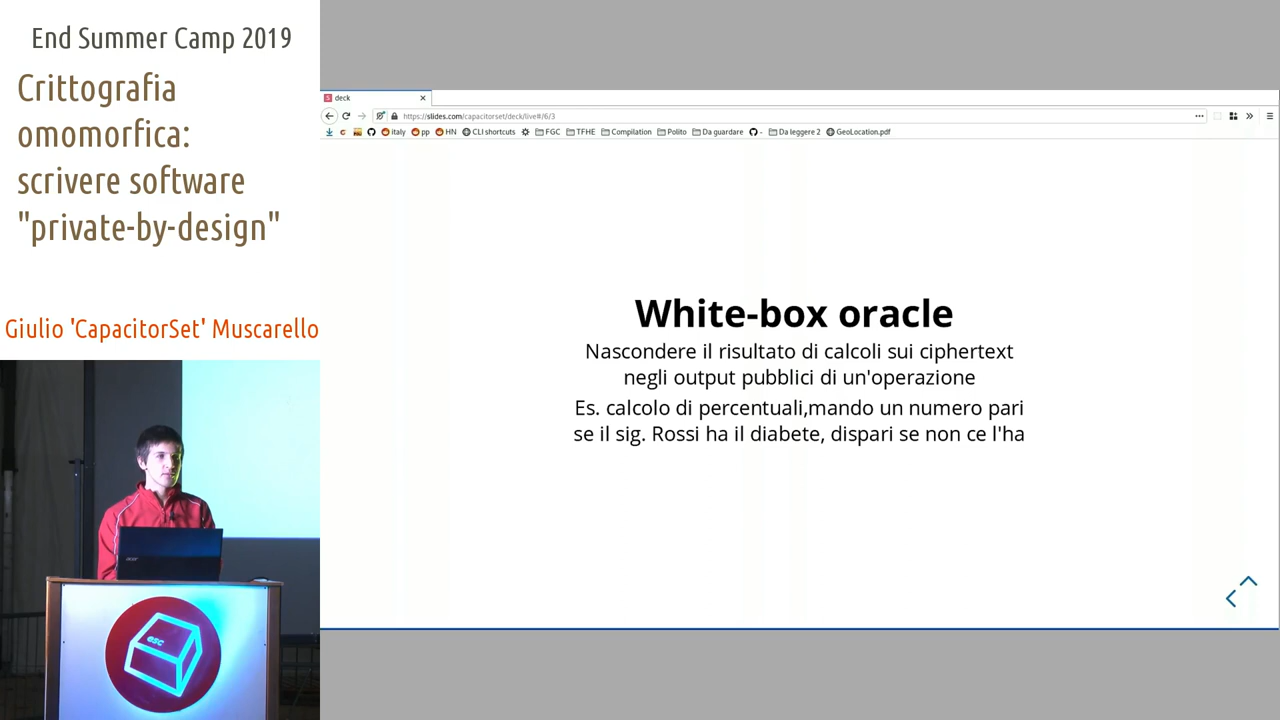 End Summer Camp 2019
Crittografia
omomorfica:
scrivere software
"private-by-design"
Giulio 'CapacitorSet' Muscarello
deck
https://slides.com/capacitorset/deck/live#/6/3
italy pp HN CLI shortcuts FGC TFHE Compilation Polito Da guardare - Da leggere 2 GeoLocation.pdf
White-box oracle
Nascondere il risultato di calcoli sui ciphertext
negli output pubblici di un'operazione
Es. calcolo di percentuali,mando un numero pari
se il sig. Rossi ha il diabete, dispari se non ce l'ha
acer
esc